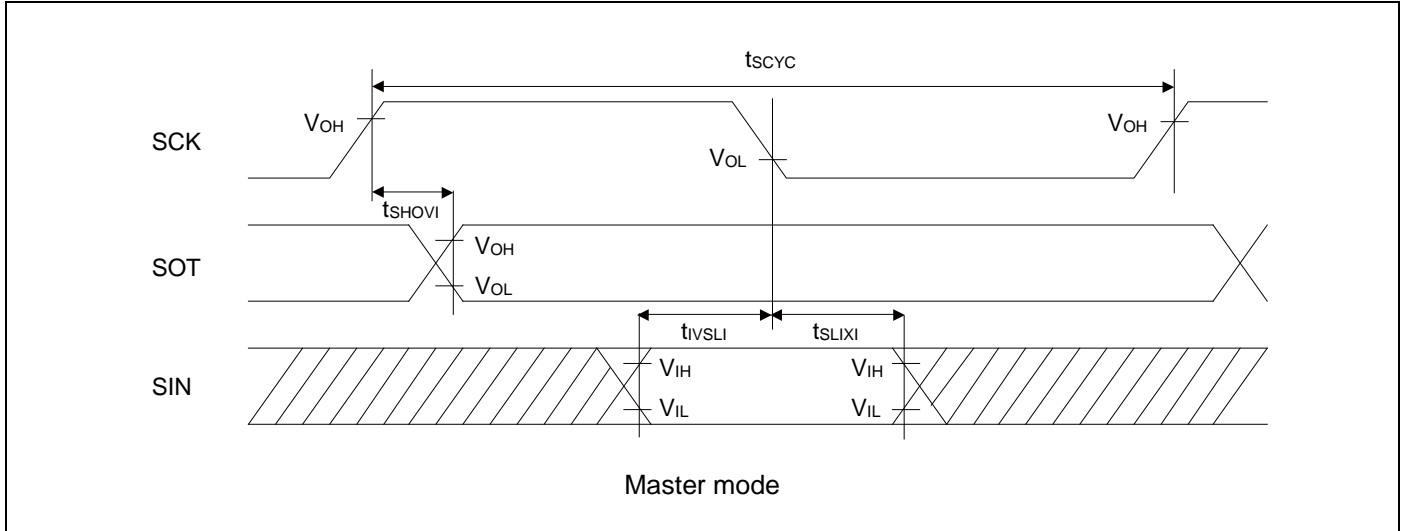 tSCYC
SCK
VOH
VOH
VOL
tSHOVI
SOT
VOH
VOL
tIVSLI
tSLIXI
SIN
VIH
VIH
VIL
VIL
Master mode